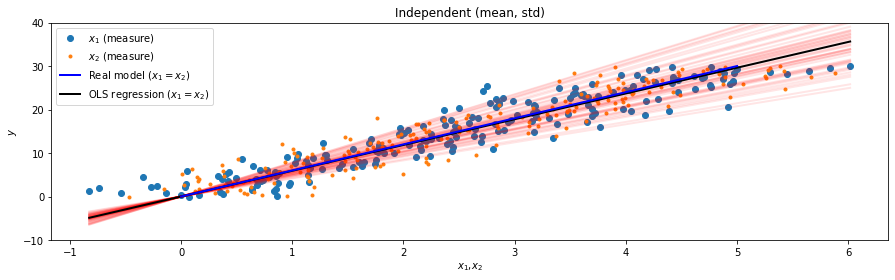 Independent (mean, std)
x₁ (measure)
x₂ (measure)
Real model (x₁ = x₂)
OLS regression (x₁ = x₂)
40
30
20
10
0
−10
y
−1 0 1 2 3 4 5 6
x₁, x₂